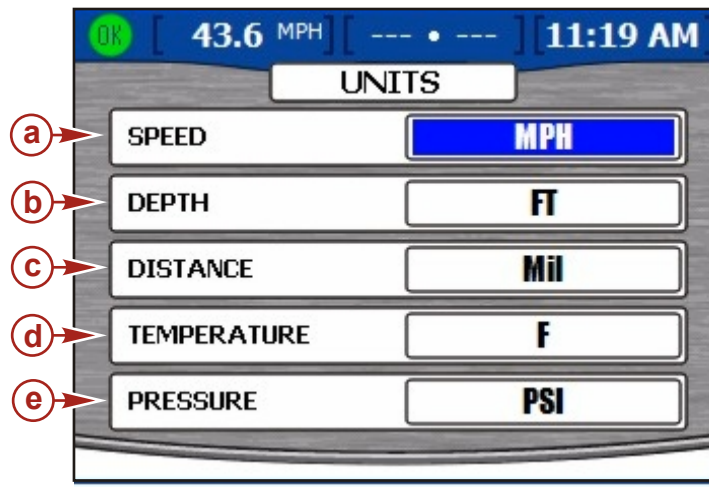 OK [ 43.6 MPH ] [ --- • --- ] [ 11:19 AM ]
UNITS
a SPEED MPH
b DEPTH FT
c DISTANCE Mil
d TEMPERATURE F
e PRESSURE PSI